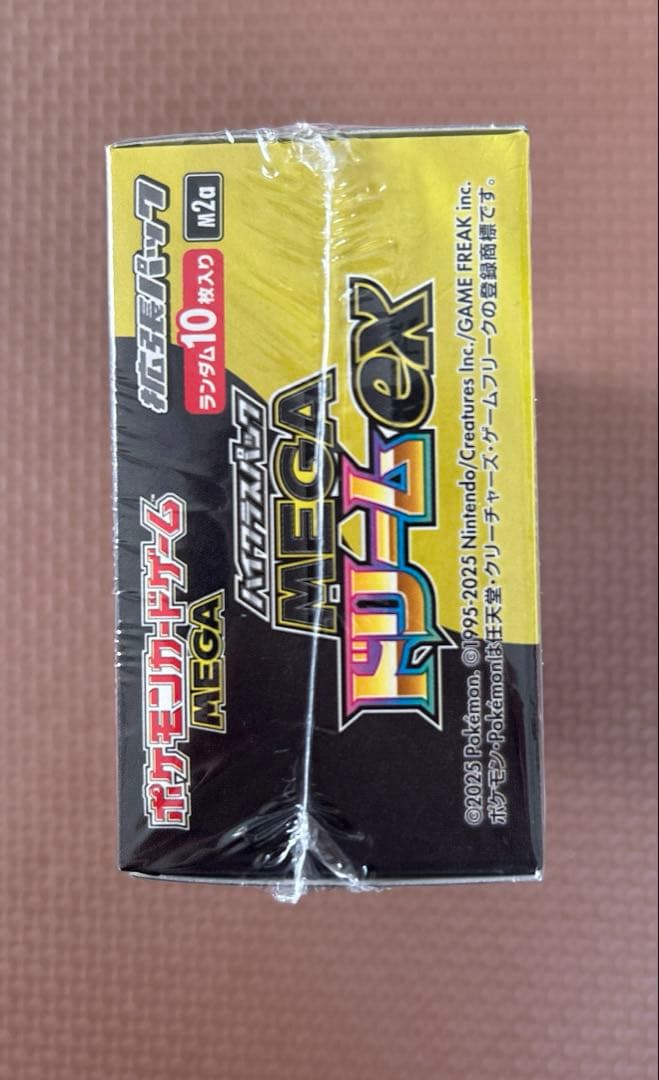 ポケモンカードゲーム™
MEGA
拡張パック
ランダム10枚入り
M2a
ハイクラスパック
MEGA
ドリームex
©2025 Pokémon. ©1995-2025 Nintendo/Creatures Inc./GAME FREAK inc.
ポケモン・Pokémonは任天堂・クリーチャーズ・ゲームフリークの登録商標です。